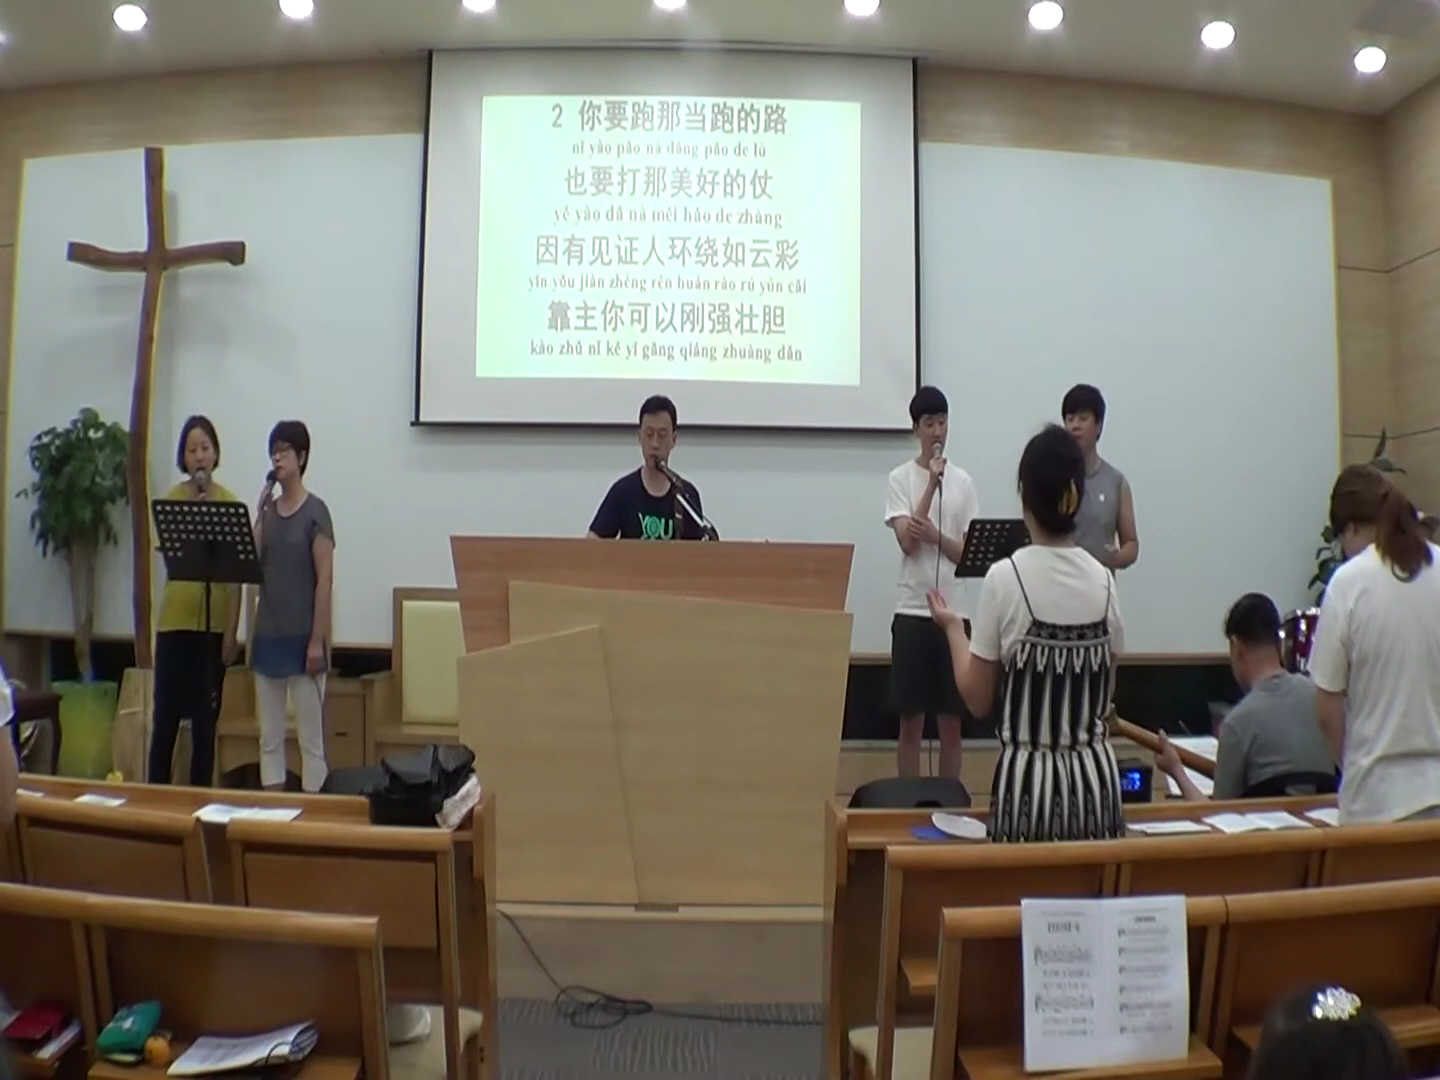 2 你要跑那当跑的路
nǐ yào pǎo nà dāng pǎo de lù
也要打那美好的仗
yě yào dǎ nà měi hǎo de zhàng
因有见证人环绕如云彩
yīn yǒu jiàn zhèng rén huán rào rú yún cǎi
靠主你可以刚强壮胆
kào zhǔ nǐ kě yǐ gāng qiáng zhuàng dǎn
YOU